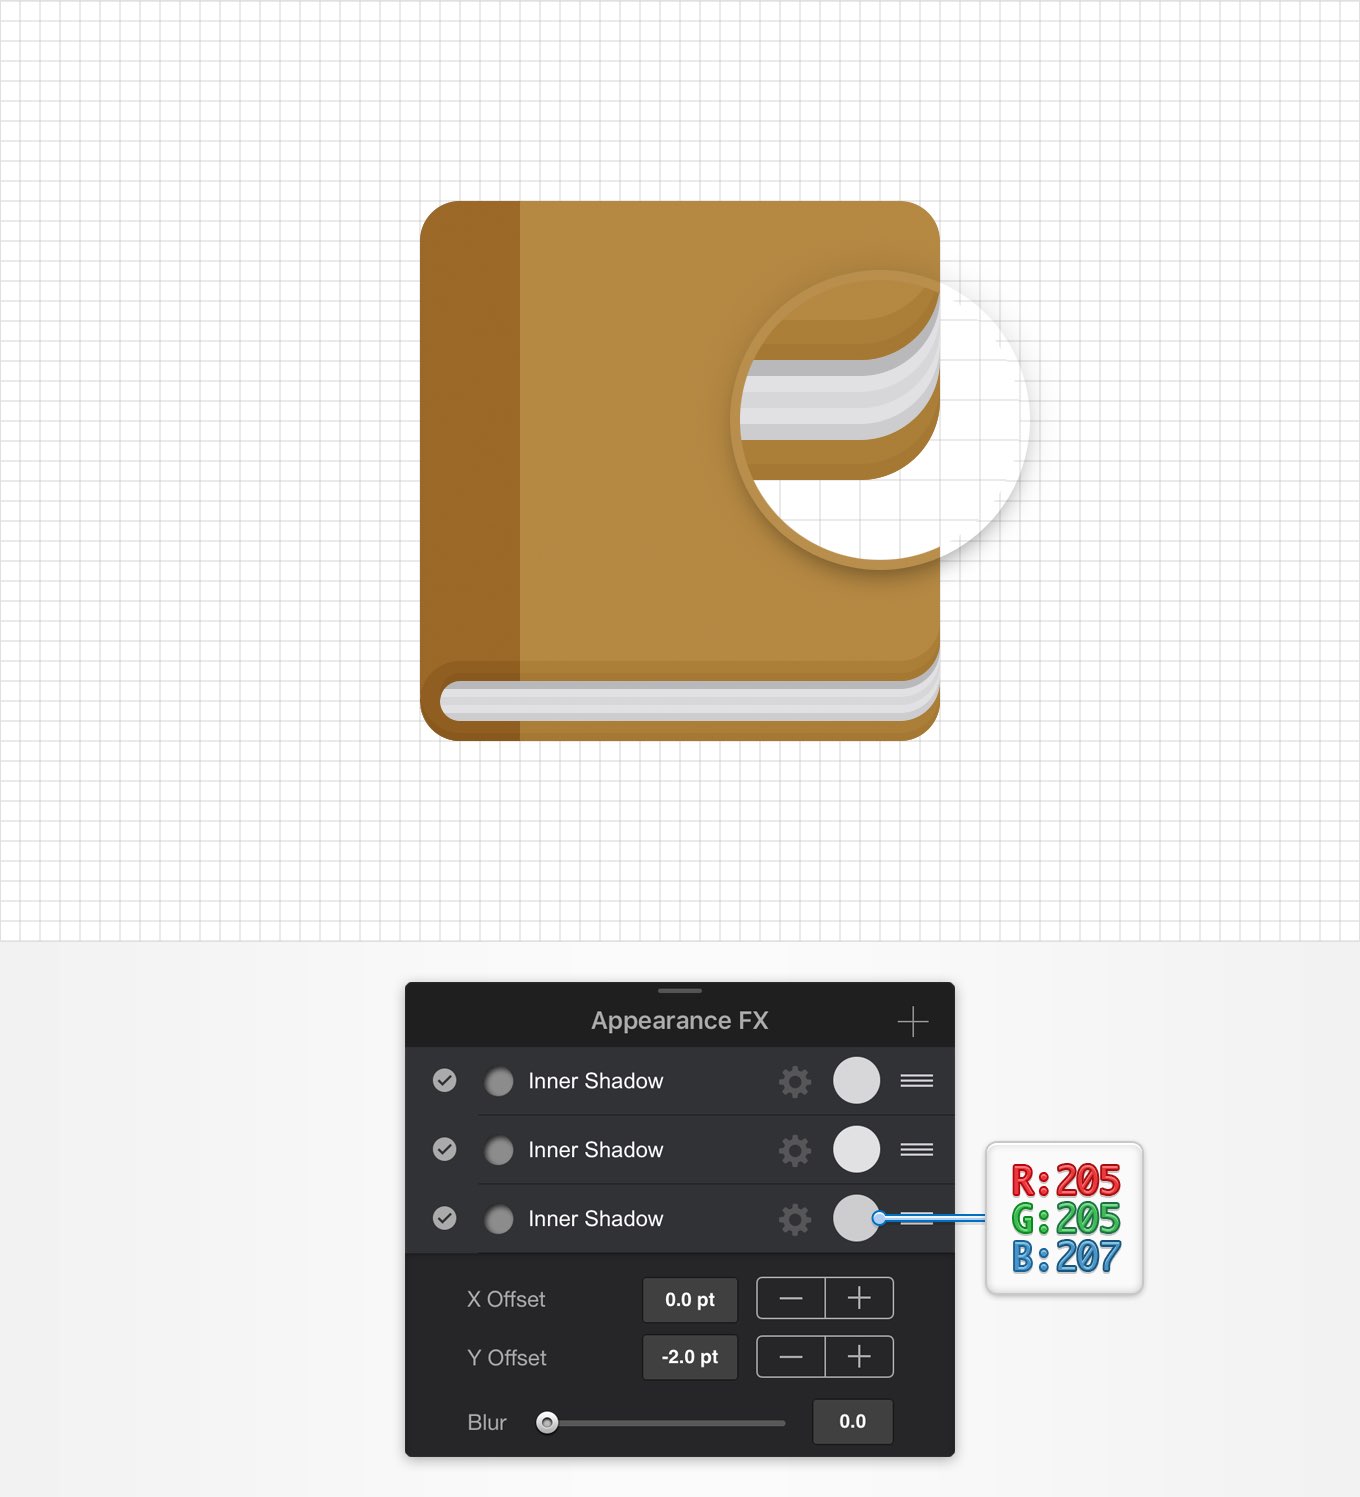 Appearance FX
Inner Shadow
Inner Shadow
Inner Shadow
R:205
G:205
B:207
X Offset 0.0 pt
Y Offset -2.0 pt
Blur 0.0